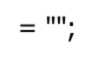 = "";